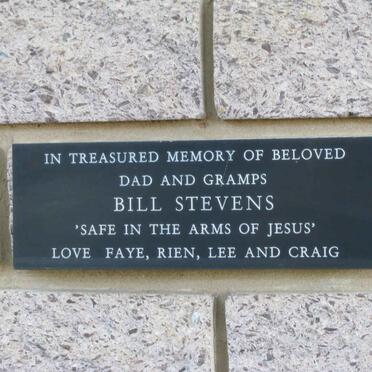 IN TREASURED MEMORY OF BELOVED
DAD AND GRAMPS
BILL STEVENS
'SAFE IN THE ARMS OF JESUS'
LOVE FAYE, RIEN, LEE AND CRAIG